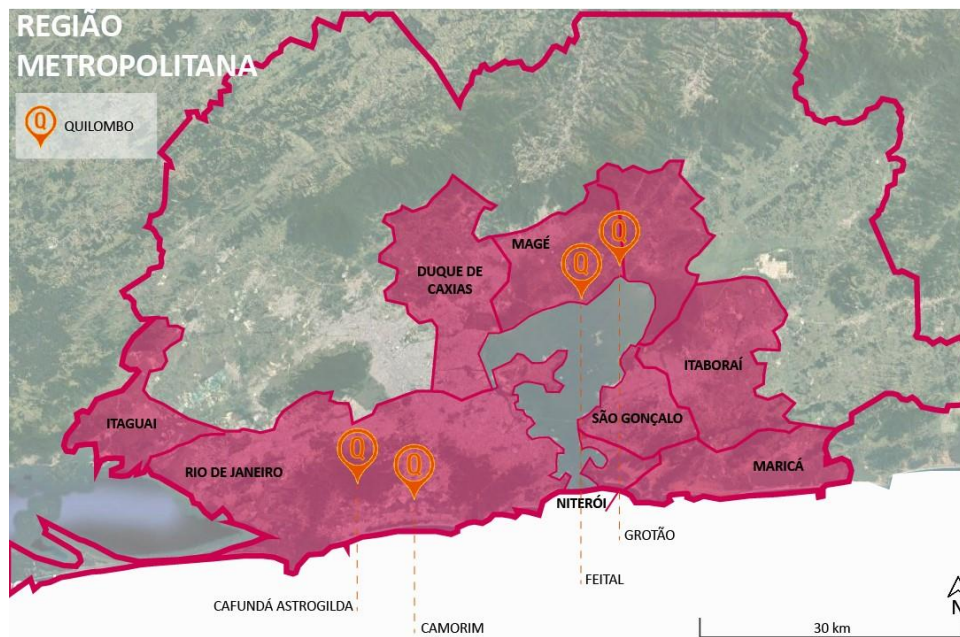 REGIÃO
METROPOLITANA
Q
QUILOMBO
MAGÉ
Q
Q
DUQUE DE
CAXIAS
ITABORAÍ
ITAGUAI
SÃO GONÇALO
RIO DE JANEIRO
Q
Q
MARICÁ
NITERÓI
GROTÃO
FEITAL
CAFUNDÁ ASTROGILDA
CAMORIM
30 km
N